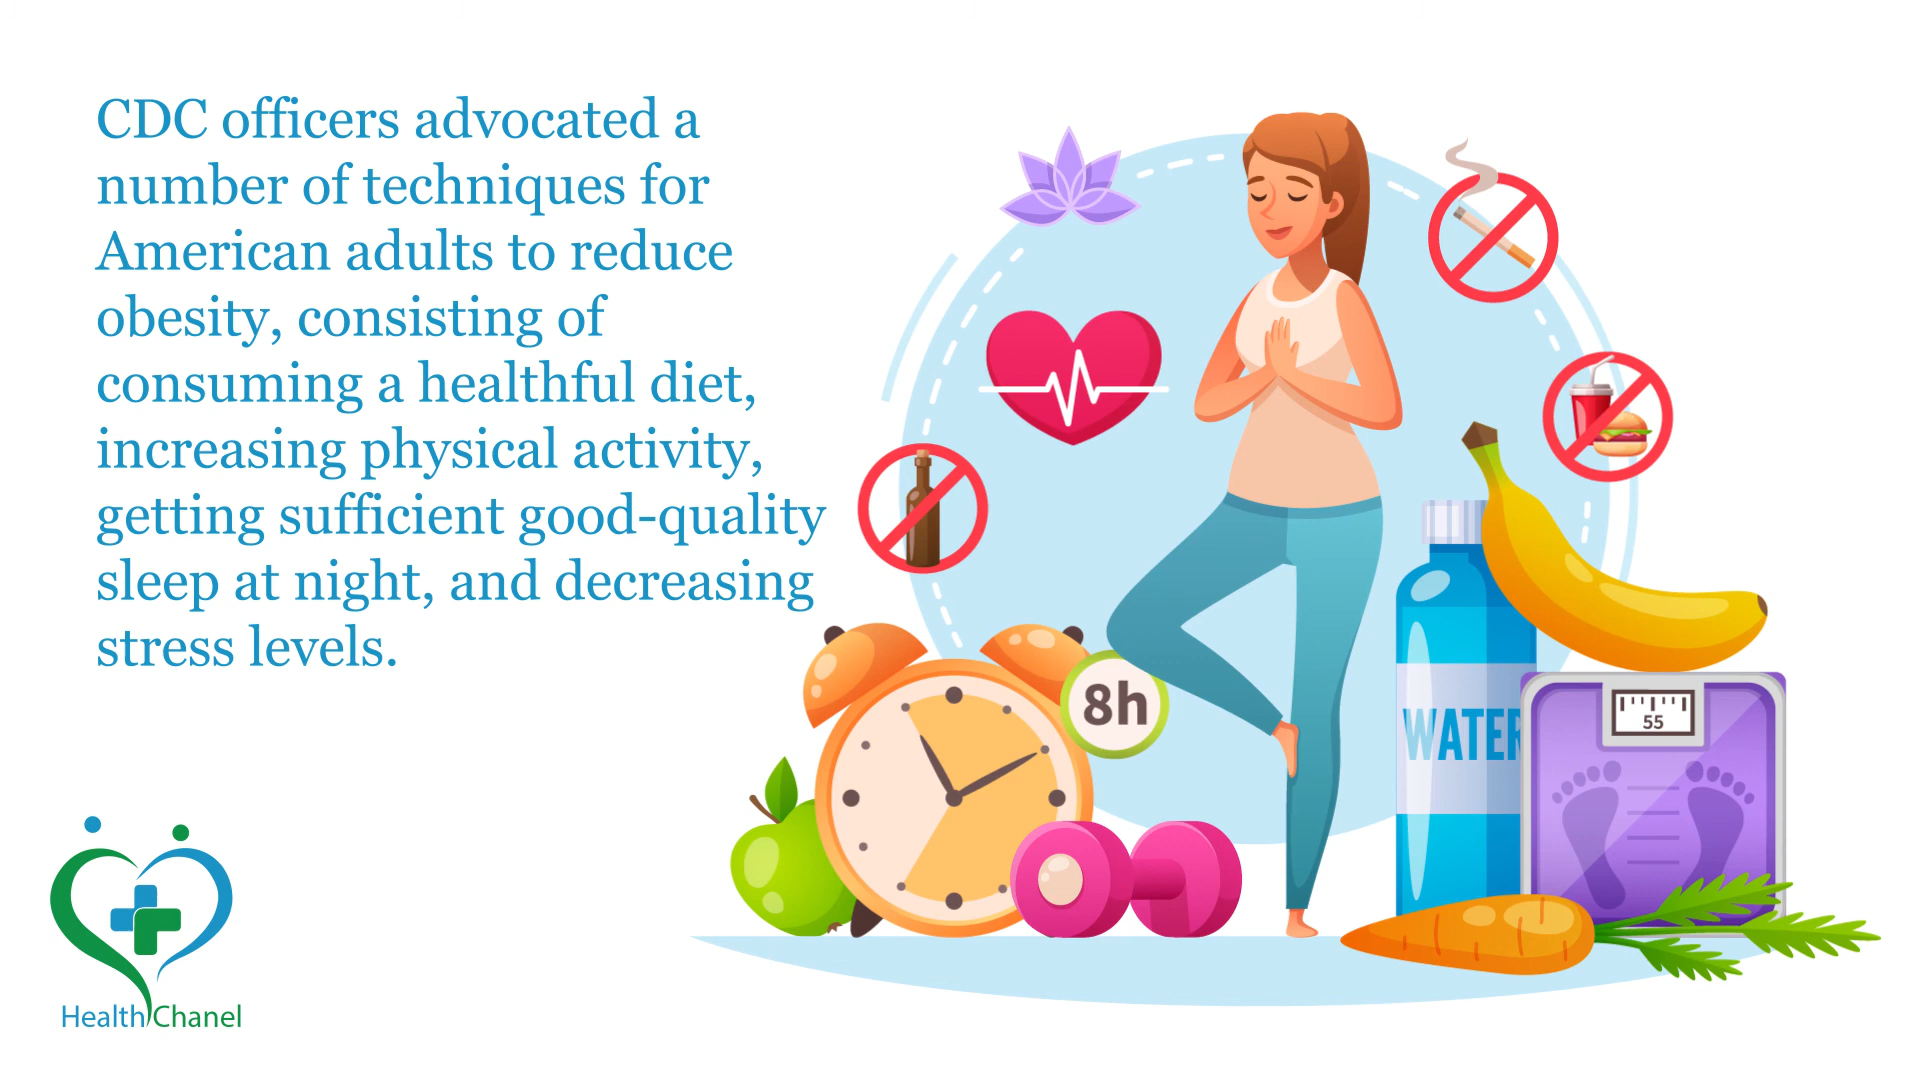 CDC officers advocated a
number of techniques for
American adults to reduce
obesity, consisting of
consuming a healthful diet,
increasing physical activity,
getting sufficient good-quality
sleep at night, and decreasing
stress levels.
8h
WATER
55
Health Chanel